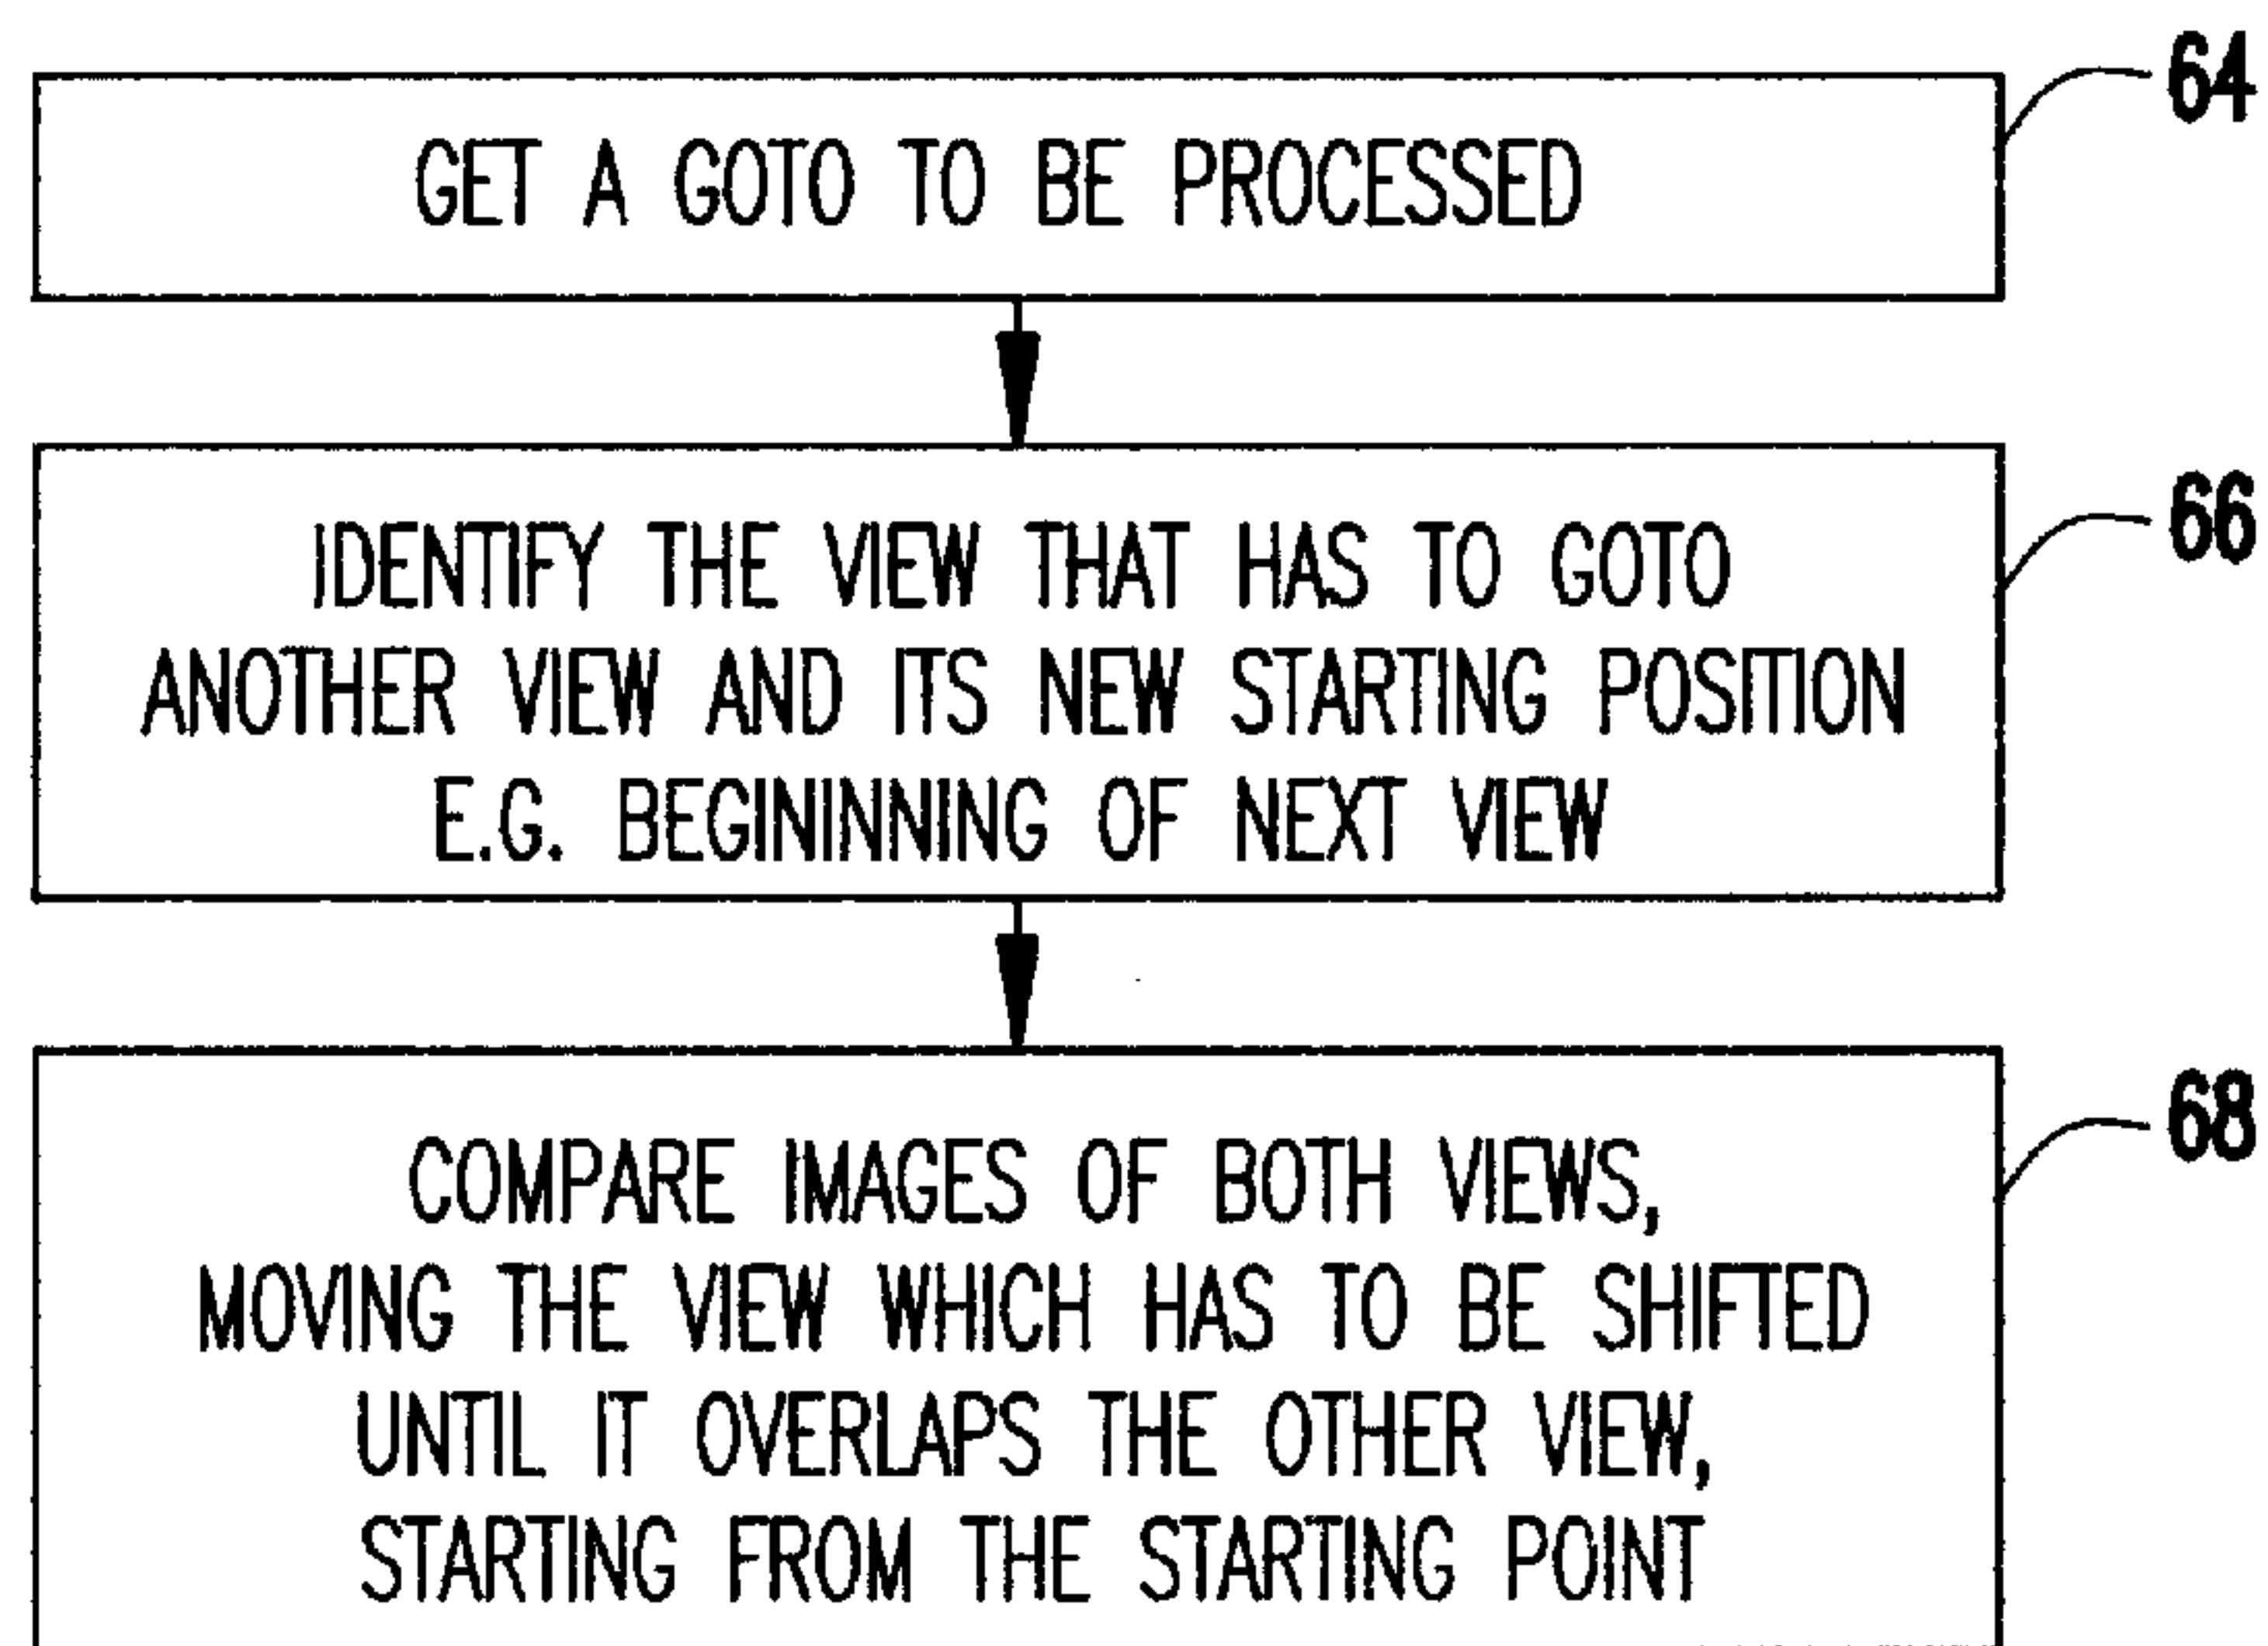 64
GET A GOTO TO BE PROCESSED
66
IDENTIFY THE VIEW THAT HAS TO GOTO
ANOTHER VIEW AND ITS NEW STARTING POSITION
E.G. BEGININNING OF NEXT VIEW
68
COMPARE IMAGES OF BOTH VIEWS,
MOVING THE VIEW WHICH HAS TO BE SHIFTED
UNTIL IT OVERLAPS THE OTHER VIEW,
STARTING FROM THE STARTING POINT